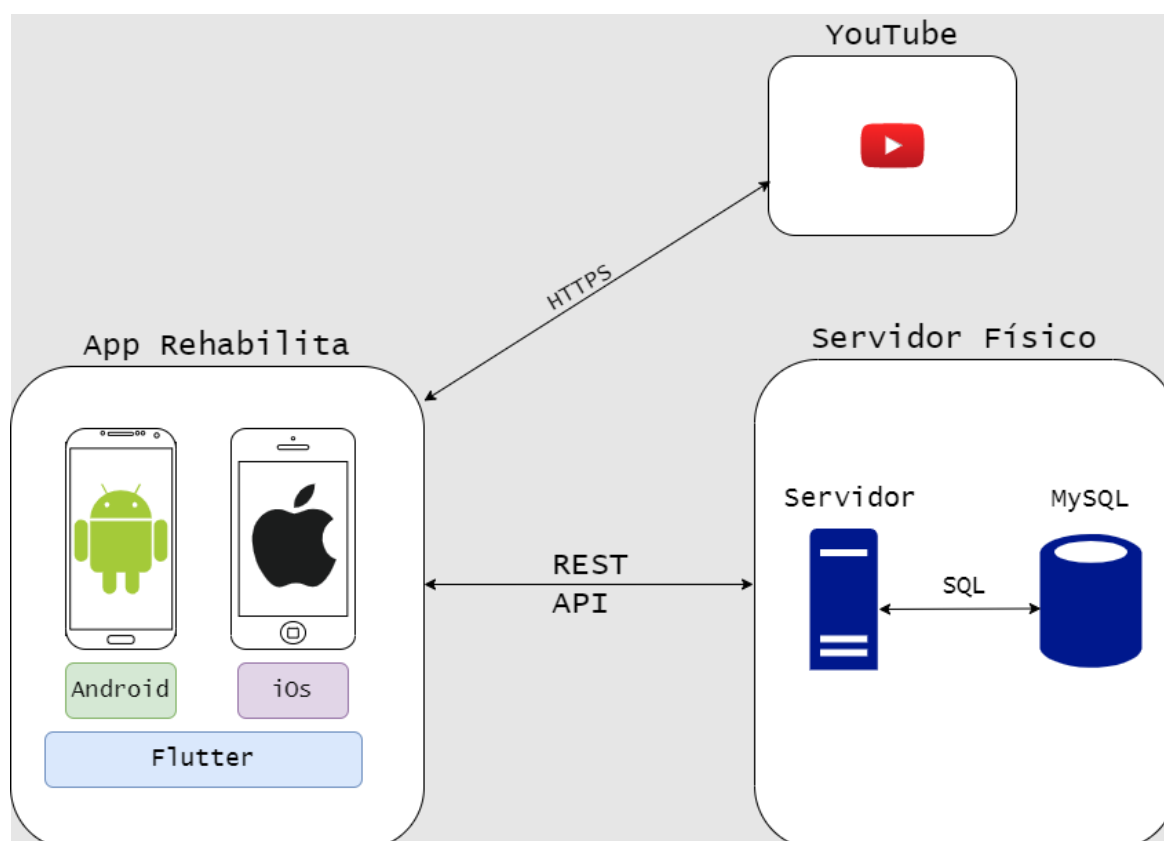 YouTube
HTTPS
App Rehabilita
Servidor Físico
Servidor
MySQL
SQL
REST
API
Android
iOs
Flutter